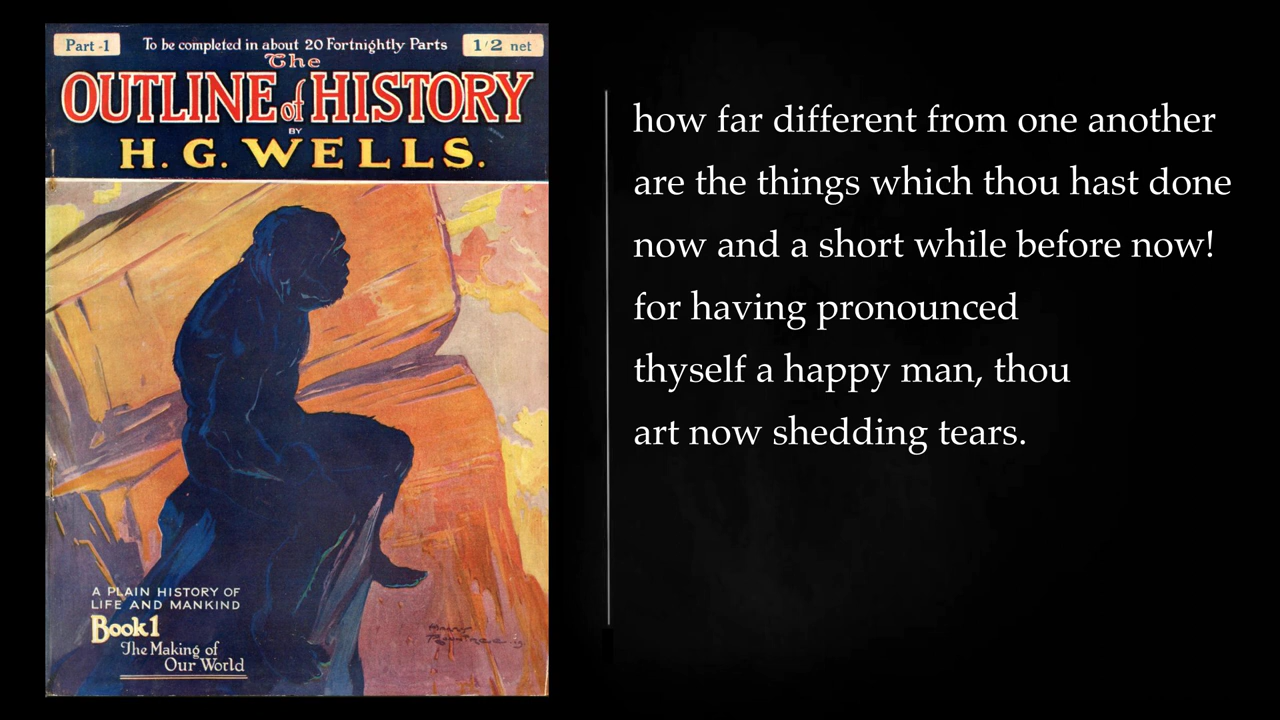 Part -1
To be completed in about 20 Fortnightly Parts
1/2 net
The
OUTLINE of HISTORY
BY
H. G. WELLS.
A PLAIN HISTORY OF
LIFE AND MANKIND
Book 1
The Making of
Our World
how far different from one another
are the things which thou hast done
now and a short while before now!
for having pronounced
thyself a happy man, thou
art now shedding tears.